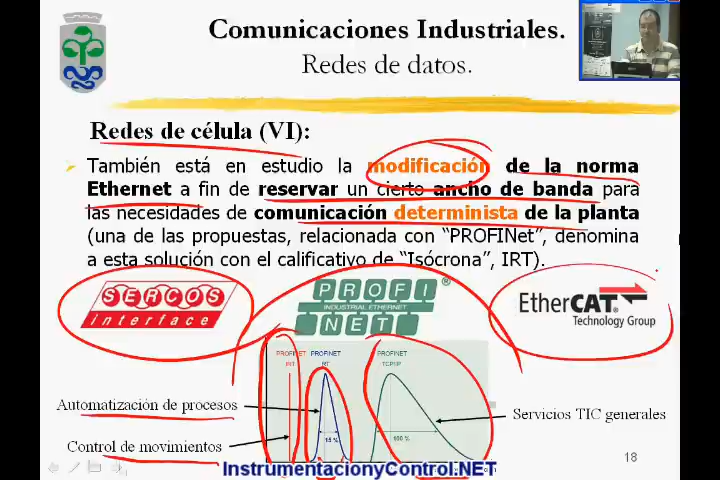 Comunicaciones Industriales.
Redes de datos.
Redes de célula (VI):
También está en estudio la modificación de la norma
Ethernet a fin de reservar un cierto ancho de banda para
las necesidades de comunicación determinista de la planta
(una de las propuestas, relacionada con “PROFINet”, denomina
a esta solución con el calificativo de “Isócrona”, IRT).
SERCOS
interface
PROFI
INDUSTRIAL ETHERNET
NET
®
EtherCAT
Technology Group
PROFINET
IRT
PROFINET
RT
PROFINET
TCP/IP
Automatización de procesos
Control de movimientos
15 %
100 %
Servicios TIC generales
18
InstrumentacionyControl.NET